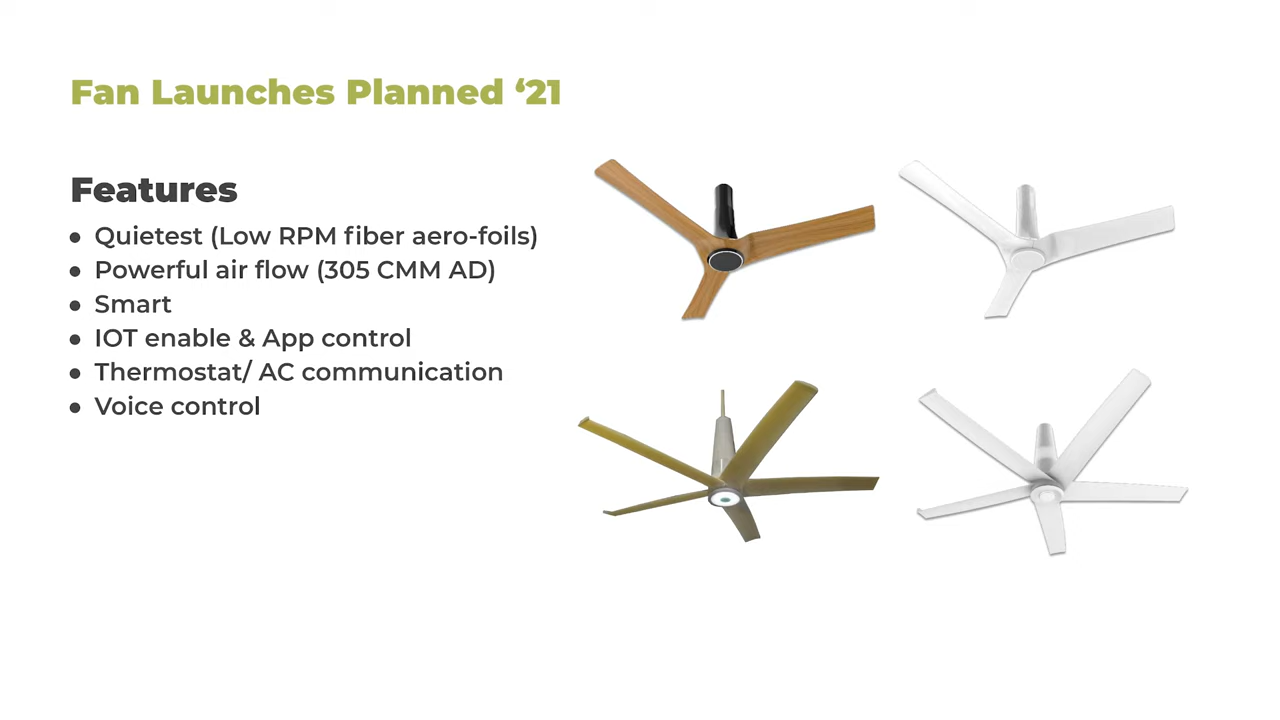 Fan Launches Planned ‘21
Features
• Quietest (Low RPM fiber aero-foils)
• Powerful air flow (305 CMM AD)
• Smart
• IOT enable & App control
• Thermostat/ AC communication
• Voice control